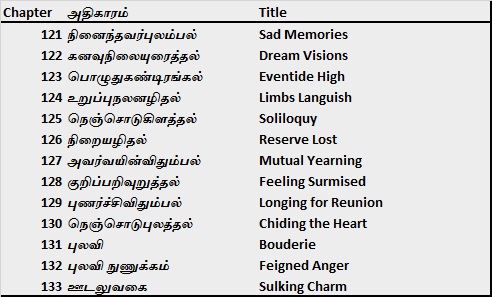 Chapter அதிகாரம் Title
121 நினைந்தவர்புலம்பல் Sad Memories
122 கனவுநிலையுரைத்தல் Dream Visions
123 பொழுதுகண்டிரங்கல் Eventide High
124 உறுப்புநலனழிதல் Limbs Languish
125 நெஞ்சொடுகிளத்தல் Soliloquy
126 நிறையழிதல் Reserve Lost
127 அவர்வயின்விதும்பல் Mutual Yearning
128 குறிப்பறிவுறுத்தல் Feeling Surmised
129 புணர்ச்சிவிதும்பல் Longing for Reunion
130 நெஞ்சொடுபுலத்தல் Chiding the Heart
131 புலவி Bouderie
132 புலவி நுணுக்கம் Feigned Anger
133 ஊடலுவகை Sulking Charm